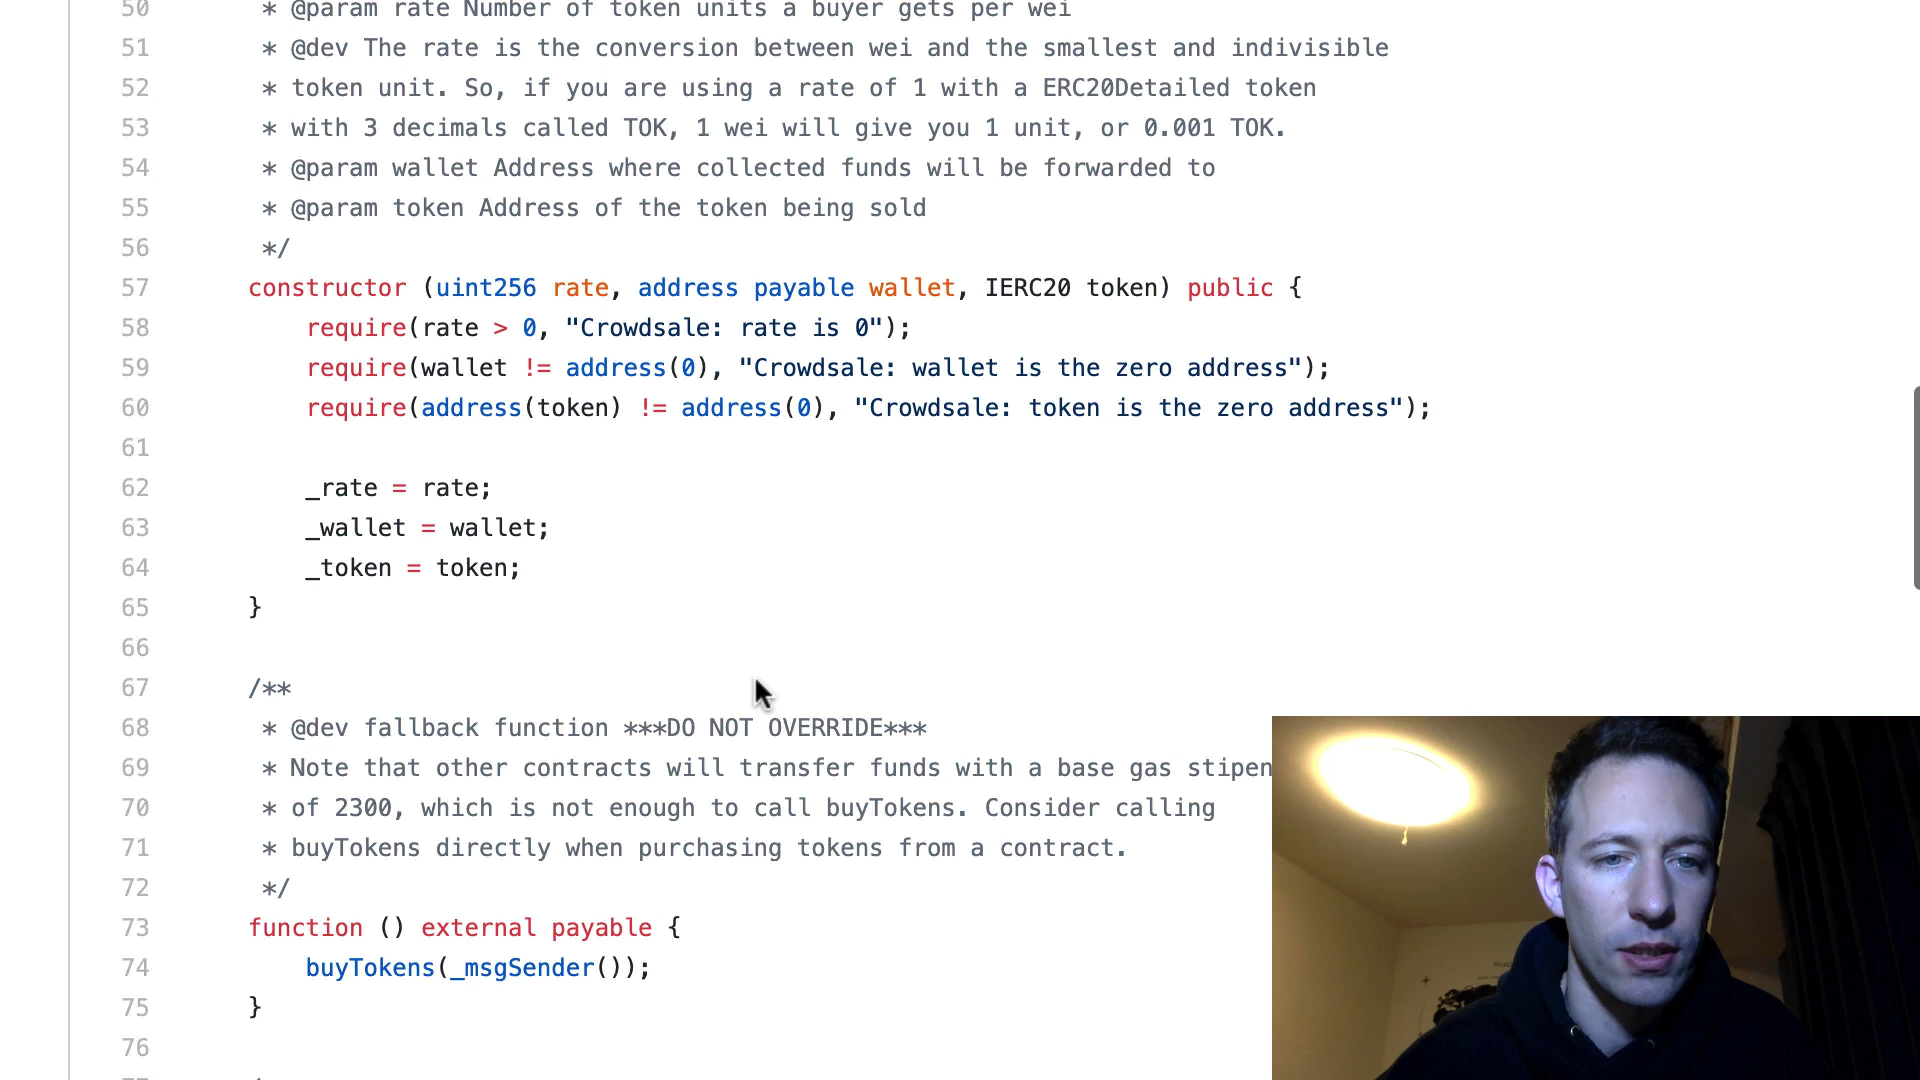 50 * @param rate Number of token units a buyer gets per wei
51 * @dev The rate is the conversion between wei and the smallest and indivisible
52 * token unit. So, if you are using a rate of 1 with a ERC20Detailed token
53 * with 3 decimals called TOK, 1 wei will give you 1 unit, or 0.001 TOK.
54 * @param wallet Address where collected funds will be forwarded to
55 * @param token Address of the token being sold
56 */
57 constructor (uint256 rate, address payable wallet, IERC20 token) public {
58 require(rate > 0, "Crowdsale: rate is 0");
59 require(wallet != address(0), "Crowdsale: wallet is the zero address");
60 require(address(token) != address(0), "Crowdsale: token is the zero address");
61
62 _rate = rate;
63 _wallet = wallet;
64 _token = token;
65 }
66
67 /**
68 * @dev fallback function ***DO NOT OVERRIDE***
69 * Note that other contracts will transfer funds with a base gas stipen
70 * of 2300, which is not enough to call buyTokens. Consider calling
71 * buyTokens directly when purchasing tokens from a contract.
72 */
73 function () external payable {
74 buyTokens(_msgSender());
75 }
76